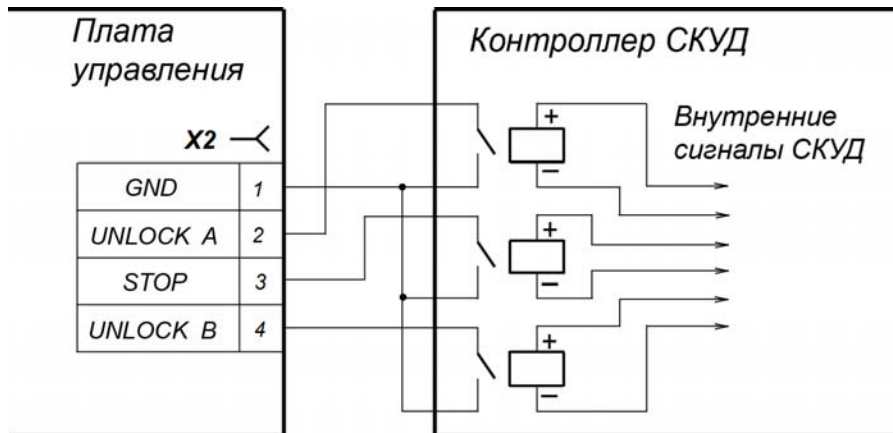 Плата
управления
X2
GND 1
UNLOCK A 2
STOP 3
UNLOCK B 4
Контроллер СКУД
+
−
+
−
+
−
Внутренние
сигналы СКУД